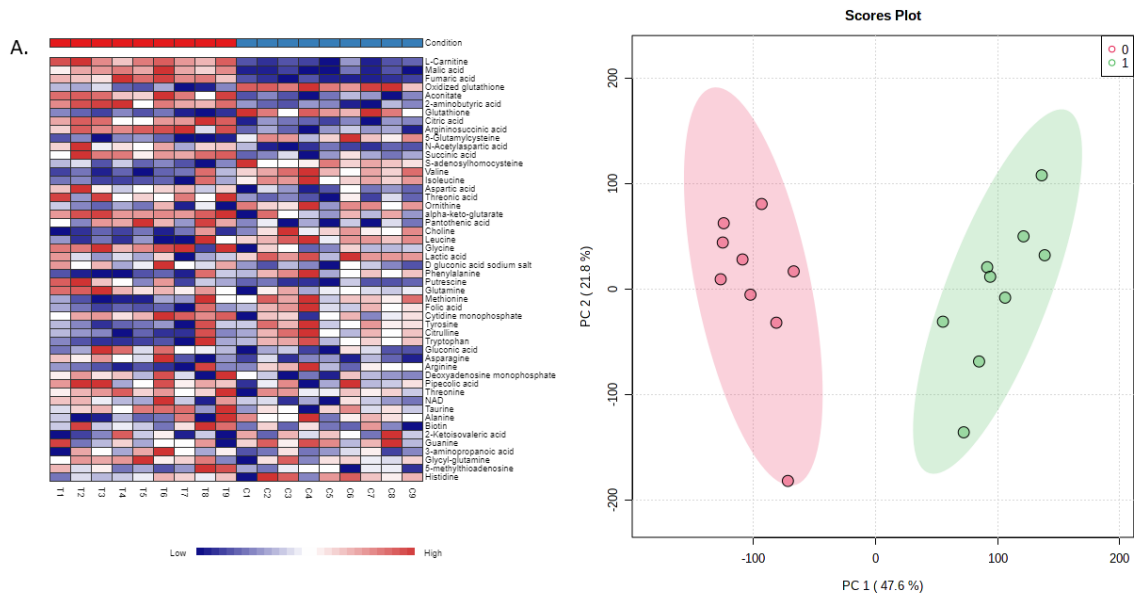 A.
Condition
L-Carnitine
Malic acid
Fumaric acid
Oxidized glutathione
Aconitate
2-aminobutyric acid
Glutathione
Citric acid
Argininosuccinic acid
5-Glutamylcysteine
N-Acetylaspartic acid
Succinic acid
S-adenosylhomocysteine
Valine
Isoleucine
Aspartic acid
Threonic acid
Ornithine
alpha-keto-glutarate
Pantothenic acid
Choline
Leucine
Glycine
Lactic acid
D gluconic acid sodium salt
Phenylalanine
Putrescine
Glutamine
Methionine
Folic acid
Cytidine monophosphate
Tyrosine
Citrulline
Tryptophan
Gluconic acid
Asparagine
Arginine
Deoxyadenosine monophosphate
Pipecolic acid
Threonine
NAD
Taurine
Alanine
Biotin
2-Ketoisovaleric acid
Guanine
3-aminopropanoic acid
Glycyl-glutamine
5-methylthioadenosine
Histidine
T1 T2 T3 T4 T5 T6 T7 T8 T9 C1 C2 C3 C4 C5 C6 C7 C8 C9
Low High
Scores Plot
0
1
PC 2 ( 21.8 %)
200
100
0
-100
-200
-100 0 100 200
PC 1 ( 47.6 %)